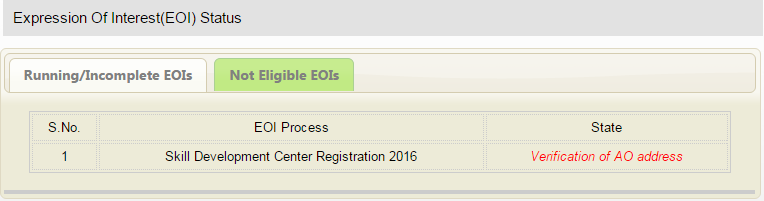 Expression Of Interest(EOI) Status
Running/Incomplete EOIs Not Eligible EOIs
S.No. EOI Process State
1 Skill Development Center Registration 2016 Verification of AO address